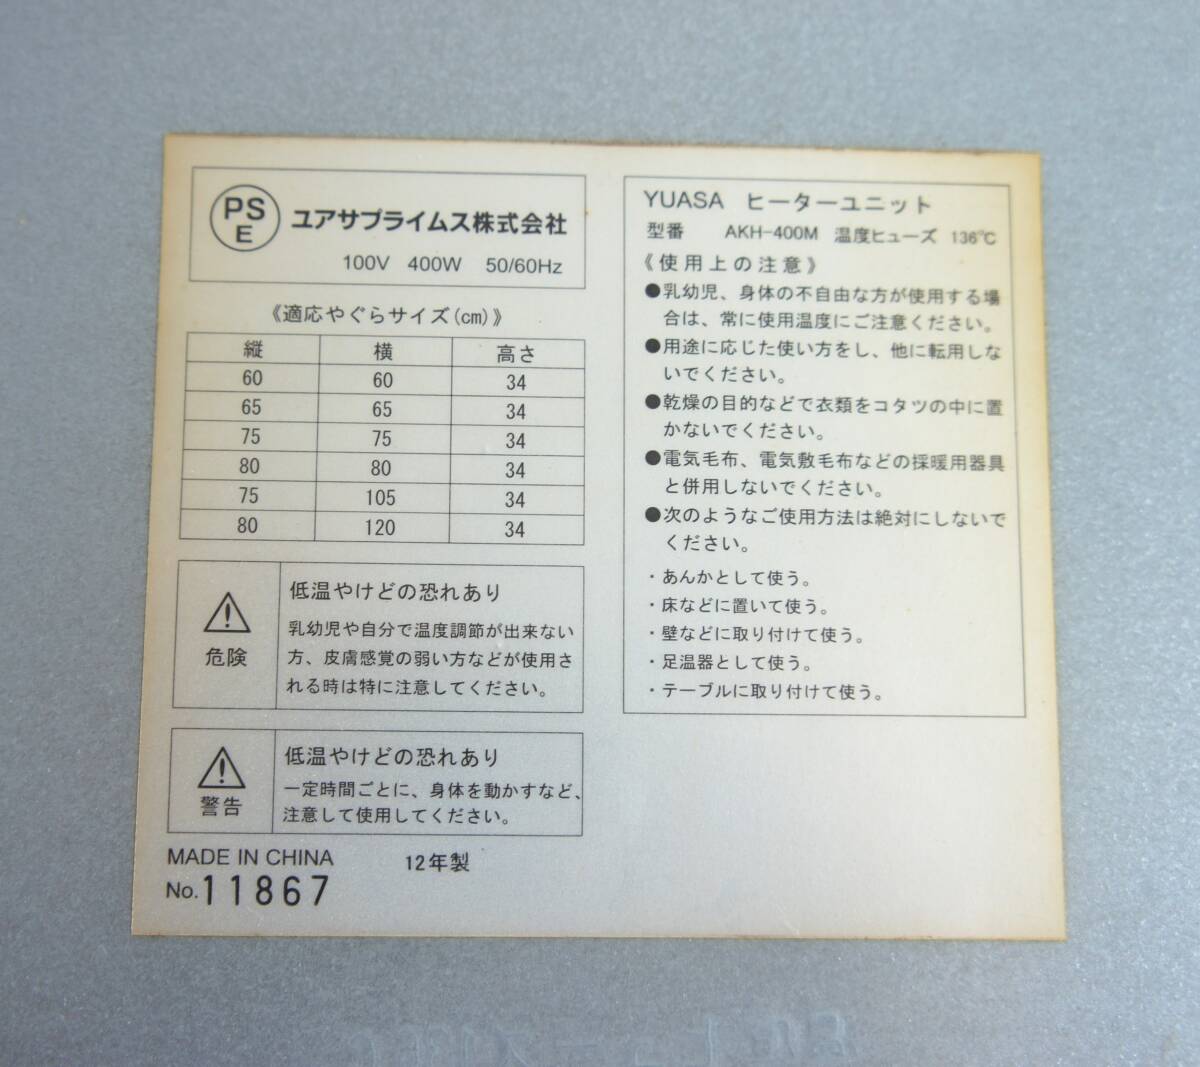 PS
E
ユアサプライムス株式会社
100V 400W 50/60Hz
《適応やぐらサイズ(cm)》
縦 横 高さ
60 60 34
65 65 34
75 75 34
80 80 34
75 105 34
80 120 34
危険
低温やけどの恐れあり
乳幼児や自分で温度調節が出来ない
方、皮膚感覚の弱い方などが使用さ
れる時は特に注意してください。
警告
低温やけどの恐れあり
一定時間ごとに、身体を動かすなど、
注意して使用してください。
MADE IN CHINA 12年製
No.11867
YUASA ヒーターユニット
型番 AKH-400M 温度ヒューズ 136℃
《使用上の注意》
●乳幼児、身体の不自由な方が使用する場
合は、常に使用温度にご注意ください。
●用途に応じた使い方をし、他に転用しな
いでください。
●乾燥の目的などで衣類をコタツの中に置
かないでください。
●電気毛布、電気敷毛布などの採暖用器具
と併用しないでください。
●次のようなご使用方法は絶対にしないで
ください。
・あんかとして使う。
・床などに置いて使う。
・壁などに取り付けて使う。
・足温器として使う。
・テーブルに取り付けて使う。